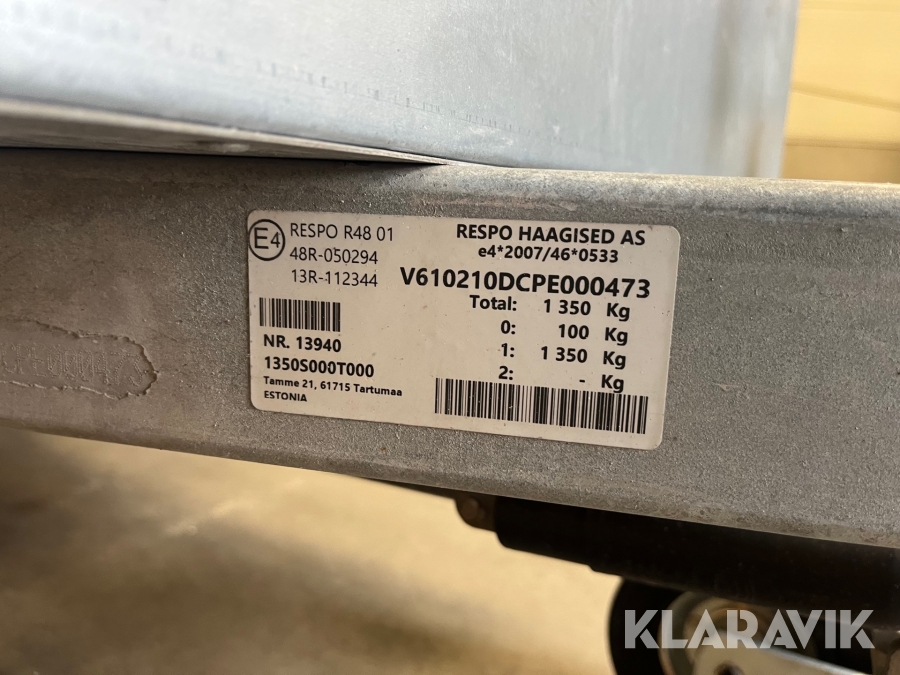 E4
RESPO R48 01
48R-050294
13R-112344
NR. 13940
1350S000T000
Tamme 21, 61715 Tartumaa
ESTONIA
RESPO HAAGISED AS
e4*2007/46*0533
V610210DCPE000473
Total: 1 350 Kg
0: 100 Kg
1: 1 350 Kg
2: - Kg
KLARAVIK